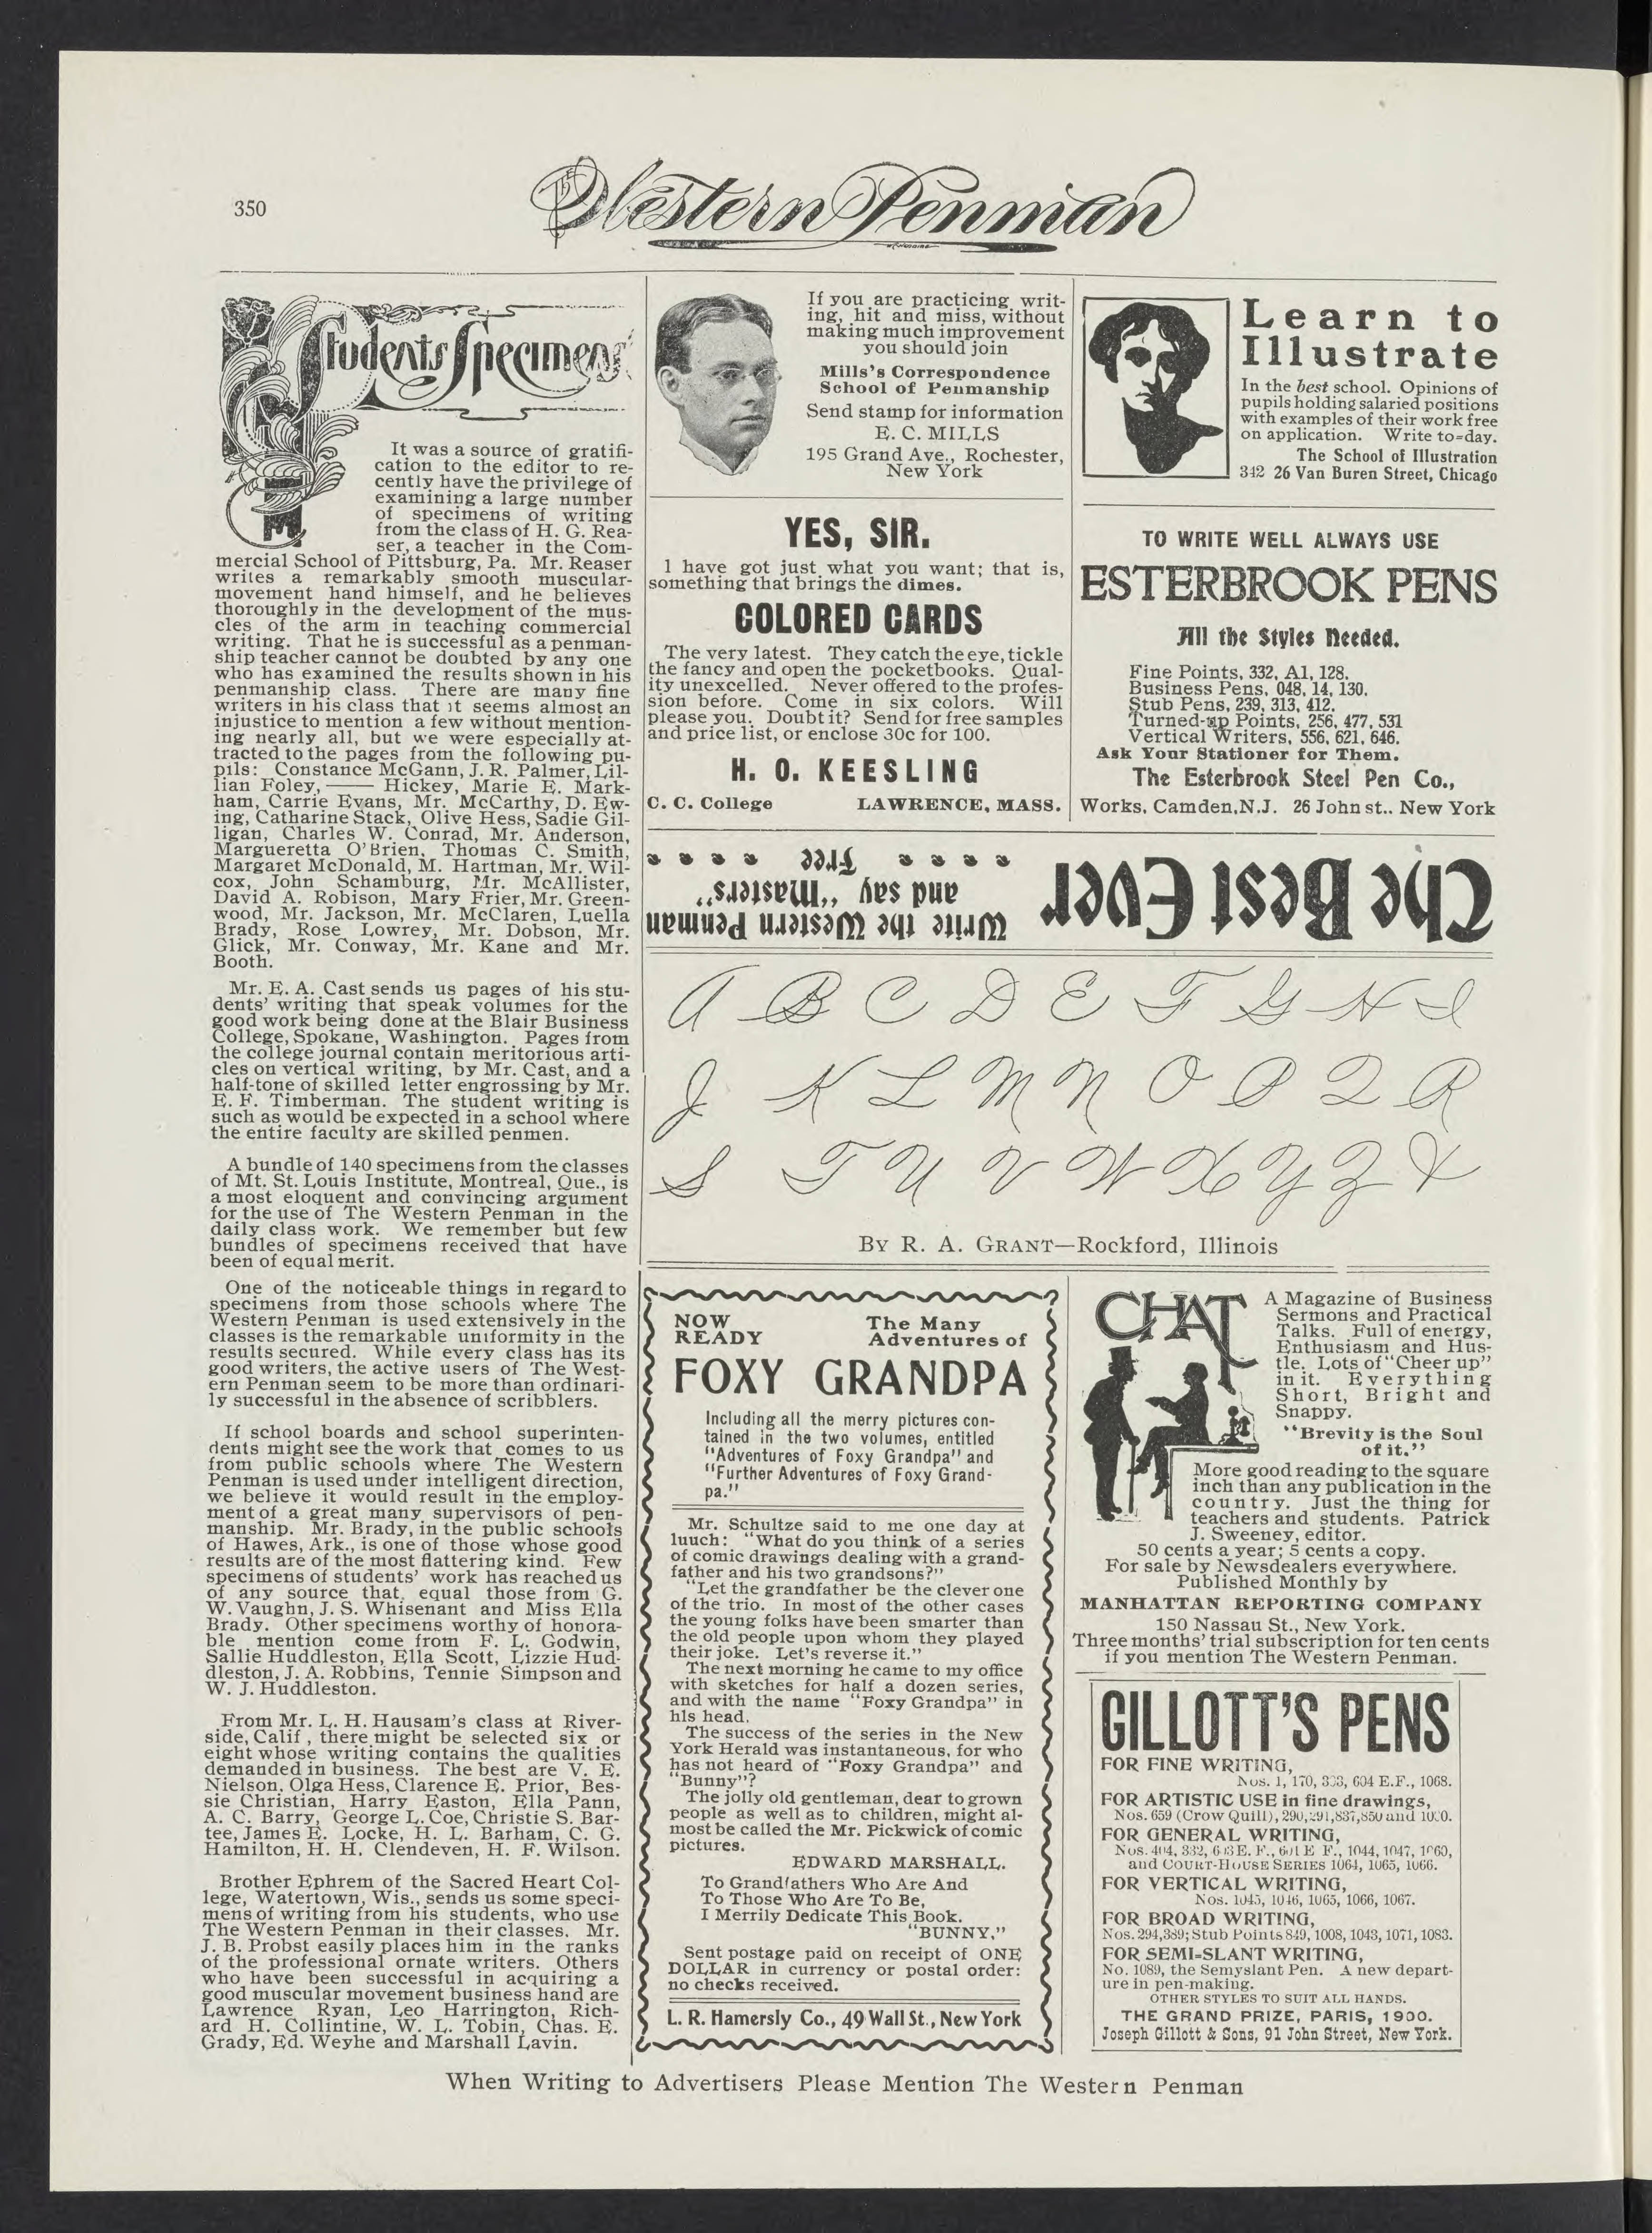 350
The Western Penman
Students Specimens
It was a source of gratifi-
cation to the editor to re-
cently have the privilege of
examining a large number
of specimens of writing
from the class of H. G. Rea-
ser, a teacher in the Com-
mercial School of Pittsburg, Pa. Mr. Reaser
writes a remarkably smooth muscular-
movement hand himself, and he believes
thoroughly in the development of the mus-
cles of the arm in teaching commercial
writing. That he is successful as a penman-
ship teacher cannot be doubted by any one
who has examined the results shown in his
penmanship class. There are many fine
writers in his class that it seems almost an
injustice to mention a few without mention-
ing nearly all, but we were especially at-
tracted to the pages from the following pu-
pils: Constance McGann, J. R. Palmer, Lil-
lian Foley, —— Hickey, Marie E. Mark-
ham, Carrie Evans, Mr. McCarthy, D. Ew-
ing, Catharine Stack, Olive Hess, Sadie Gil-
ligan, Charles W. Conrad, Mr. Anderson,
Margueretta O'Brien, Thomas C. Smith,
Margaret McDonald, M. Hartman, Mr. Wil-
cox, John Schamburg, Mr. McAllister,
David A. Robison, Mary Frier, Mr. Green-
wood, Mr. Jackson, Mr. McClaren, Luella
Brady, Rose Lowrey, Mr. Dobson, Mr.
Glick, Mr. Conway, Mr. Kane and Mr.
Booth.
Mr. E. A. Cast sends us pages of his stu-
dents' writing that speak volumes for the
good work being done at the Blair Business
College, Spokane, Washington. Pages from
the college journal contain meritorious arti-
cles on vertical writing, by Mr. Cast, and a
half-tone of skilled letter engrossing by Mr.
E. F. Timberman. The student writing is
such as would be expected in a school where
the entire faculty are skilled penmen.
A bundle of 140 specimens from the classes
of Mt. St. Louis Institute, Montreal, Que., is
a most eloquent and convincing argument
for the use of The Western Penman in the
daily class work. We remember but few
bundles of specimens received that have
been of equal merit.
One of the noticeable things in regard to
specimens from those schools where The
Western Penman is used extensively in the
classes is the remarkable uniformity in the
results secured. While every class has its
good writers, the active users of The West-
ern Penman seem to be more than ordinari-
ly successful in the absence of scribblers.
If school boards and school superinten-
dents might see the work that comes to us
from public schools where The Western
Penman is used under intelligent direction,
we believe it would result in the employ-
ment of a great many supervisors of pen-
manship. Mr. Brady, in the public schools
of Hawes, Ark., is one of those whose good
results are of the most flattering kind. Few
specimens of students' work has reached us
of any source that equal those from G.
W. Vaughn, J. S. Whisenant and Miss Ella
Brady. Other specimens worthy of honora-
ble mention come from F. L. Godwin,
Sallie Huddleston, Ella Scott, Lizzie Hud-
dleston, J. A. Robbins, Tennie Simpson and
W. J. Huddleston.
From Mr. L. H. Hausam's class at River-
side, Calif, there might be selected six or
eight whose writing contains the qualities
demanded in business. The best are V. E.
Nielson, Olga Hess, Clarence E. Prior, Bes-
sie Christian, Harry Easton, Ella Pann,
A. C. Barry, George L. Coe, Christie S. Bar-
tee, James E. Locke, H. L. Barham, C. G.
Hamilton, H. H. Clendeven, H. F. Wilson.
Brother Ephrem of the Sacred Heart Col-
lege, Watertown, Wis., sends us some speci-
mens of writing from his students, who use
The Western Penman in their classes. Mr.
J. B. Probst easily places him in the ranks
of the professional ornate writers. Others
who have been successful in acquiring a
good muscular movement business hand are
Lawrence Ryan, Leo Harrington, Rich-
ard H. Collintine, W. L. Tobin, Chas. E.
Grady, Ed. Weyhe and Marshall Lavin.
If you are practicing writ-
ing, hit and miss, without
making much improvement
you should join
Mills's Correspondence
School of Penmanship
Send stamp for information
E. C. MILLS
195 Grand Ave., Rochester,
New York
YES, SIR.
I have got just what you want; that is,
something that brings the dimes.
COLORED CARDS
The very latest. They catch the eye, tickle
the fancy and open the pocketbooks. Qual-
ity unexcelled. Never offered to the profes-
sion before. Come in six colors. Will
please you. Doubt it? Send for free samples
and price list, or enclose 30c for 100.
H. O. KEESLING
C. C. College LAWRENCE, MASS.
Learn to
Illustrate
In the best school. Opinions of
pupils holding salaried positions
with examples of their work free
on application. Write to=day.
The School of Illustration
342 26 Van Buren Street, Chicago
TO WRITE WELL ALWAYS USE
ESTERBROOK PENS
All the Styles Needed.
Fine Points, 332, A1, 128.
Business Pens, 048, 14, 130.
Stub Pens, 239, 313, 412.
Turned-up Points, 256, 477, 531
Vertical Writers, 556, 621, 646.
Ask Your Stationer for Them.
The Esterbrook Steel Pen Co.,
Works, Camden, N.J. 26 John st.. New York
The Best Ever
Write the Western Penman
and say "Masters"
Free
A B C D E F G H I
J K L M N O P Q R
S T U V W X Y Z &
BY R. A. GRANT—Rockford, Illinois
NOW
READY
The Many
Adventures of
FOXY GRANDPA
Including all the merry pictures con-
tained in the two volumes, entitled
"Adventures of Foxy Grandpa" and
"Further Adventures of Foxy Grand-
pa."
Mr. Schultze said to me one day at
luuch: "What do you think of a series
of comic drawings dealing with a grand-
father and his two grandsons?"
"Let the grandfather be the clever one
of the trio. In most of the other cases
the young folks have been smarter than
the old people upon whom they played
their joke. Let's reverse it."
The next morning he came to my office
with sketches for half a dozen series,
and with the name "Foxy Grandpa" in
his head.
The success of the series in the New
York Herald was instantaneous, for who
has not heard of "Foxy Grandpa" and
"Bunny"?
The jolly old gentleman, dear to grown
people as well as to children, might al-
most be called the Mr. Pickwick of comic
pictures.
EDWARD MARSHALL.
To Grandfathers Who Are And
To Those Who Are To Be,
I Merrily Dedicate This Book.
"BUNNY."
Sent postage paid on receipt of ONE
DOLLAR in currency or postal order:
no checks received.
L. R. Hamersly Co., 49 Wall St., New York
CHAT
A Magazine of Business
Sermons and Practical
Talks. Full of energy,
Enthusiasm and Hus-
tle. Lots of "Cheer up"
in it. Everything
Short, Bright and
Snappy.
"Brevity is the Soul
of it."
More good reading to the square
inch than any publication in the
country. Just the thing for
teachers and students. Patrick
J. Sweeney, editor.
50 cents a year; 5 cents a copy.
For sale by Newsdealers everywhere.
Published Monthly by
MANHATTAN REPORTING COMPANY
150 Nassau St., New York.
Three months' trial subscription for ten cents
if you mention The Western Penman.
GILLOTT'S PENS
FOR FINE WRITING,
Nos. 1, 170, 303, 604 E.F., 1068.
FOR ARTISTIC USE in fine drawings,
Nos. 659 (Crow Quill), 290, 291, 837, 850 and 1000.
FOR GENERAL WRITING,
Nos. 404, 332, 603 E. F., 601 E F., 1044, 1047, 1060,
and COURT-HOUSE SERIES 1064, 1065, 1066.
FOR VERTICAL WRITING,
Nos. 1045, 1046, 1065, 1066, 1067.
FOR BROAD WRITING,
Nos. 294, 389; Stub Points 849, 1008, 1043, 1071, 1083.
FOR SEMI=SLANT WRITING,
No. 1089, the Semyslant Pen. A new depart-
ure in pen-making.
OTHER STYLES TO SUIT ALL HANDS.
THE GRAND PRIZE, PARIS, 1900.
Joseph Gillott & Sons, 91 John Street, New York.
When Writing to Advertisers Please Mention The Western Penman